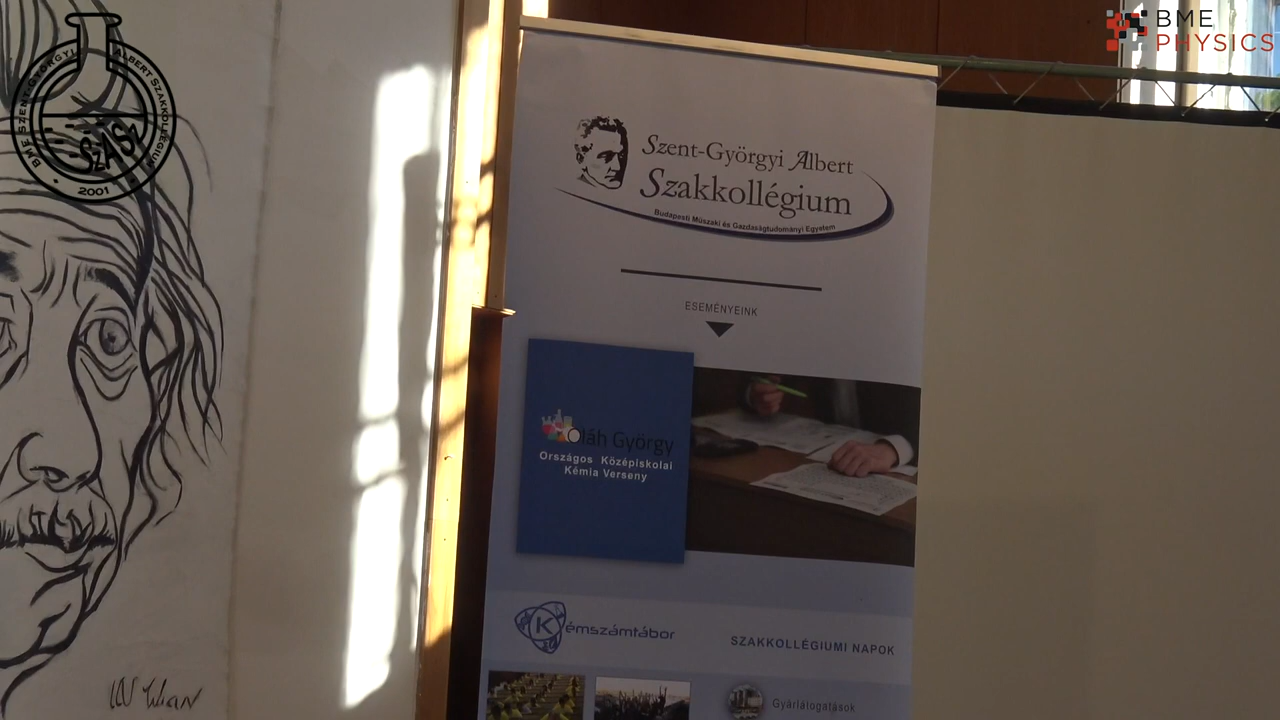 BME SZENT-GYÖRGYI ALBERT SZAKKOLLÉGIUM
SZASZ
2001
BME
PHYSICS
Szent-Györgyi Albert
Szakkollégium
Budapesti Műszaki és Gazdaságtudományi Egyetem
ESEMÉNYEINK
Oláh György
Országos Középiskolai
Kémia Verseny
Kémszámtábor
SZAKKOLLÉGIUMI NAPOK
Gyárlátogatások